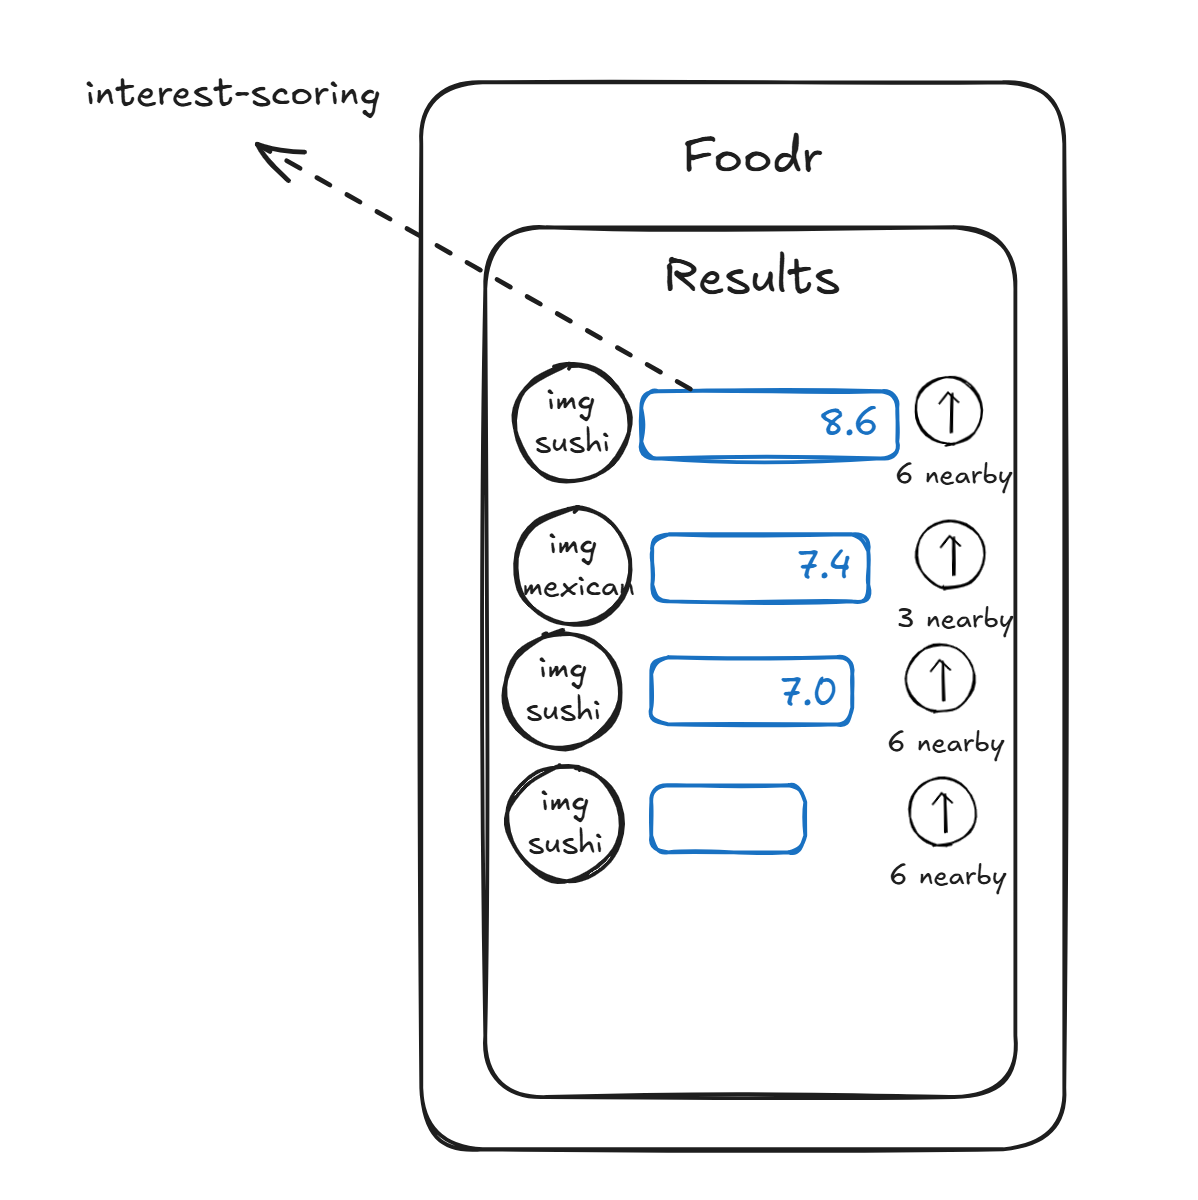 interest-scoring
Foodr
Results
img
sushi
8.6
6 nearby
img
mexican
7.4
3 nearby
img
sushi
7.0
6 nearby
img
sushi
6 nearby